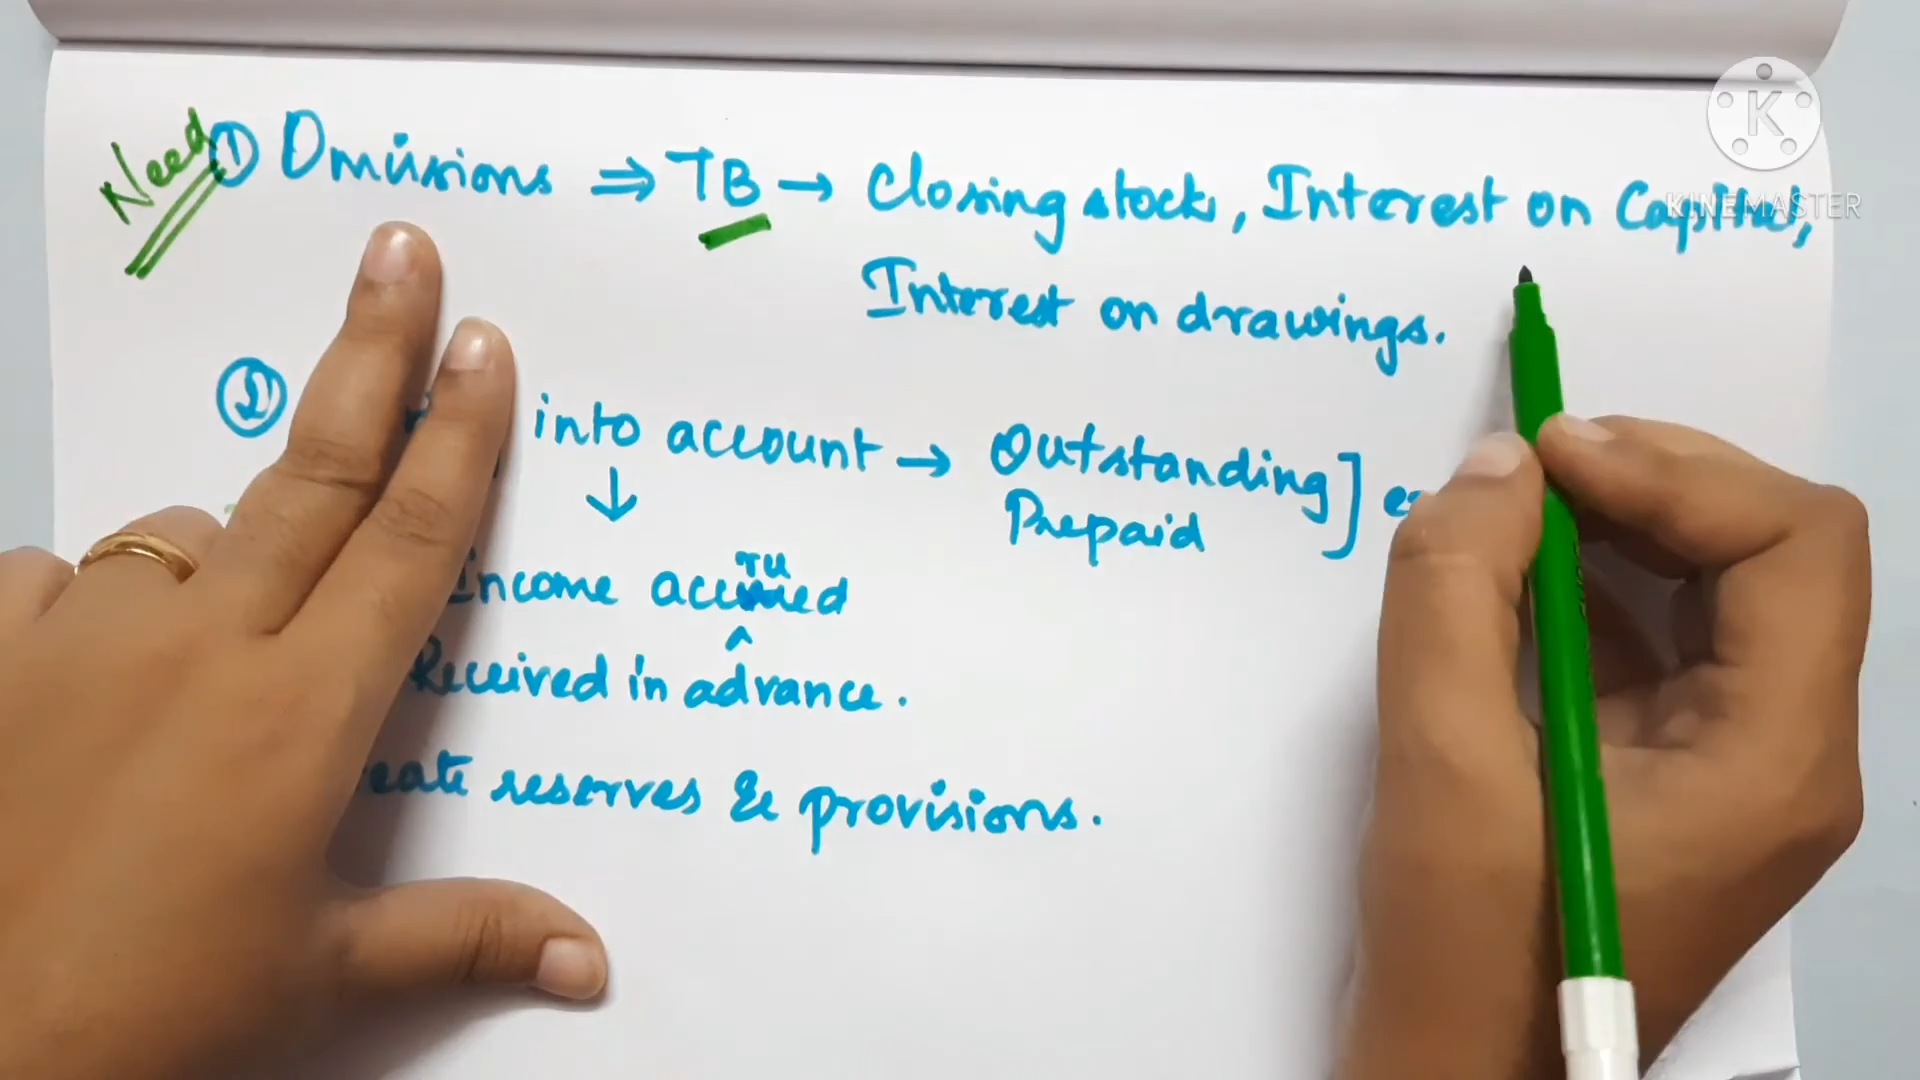 Need
① Omissions ⇒ TB → Closing stock, Interest on Capital,
Interest on drawings.
② into account → Outstanding ]
Prepaid
↓
Income accrued
Received in advance.
reserves & provisions.
KINEMASTER